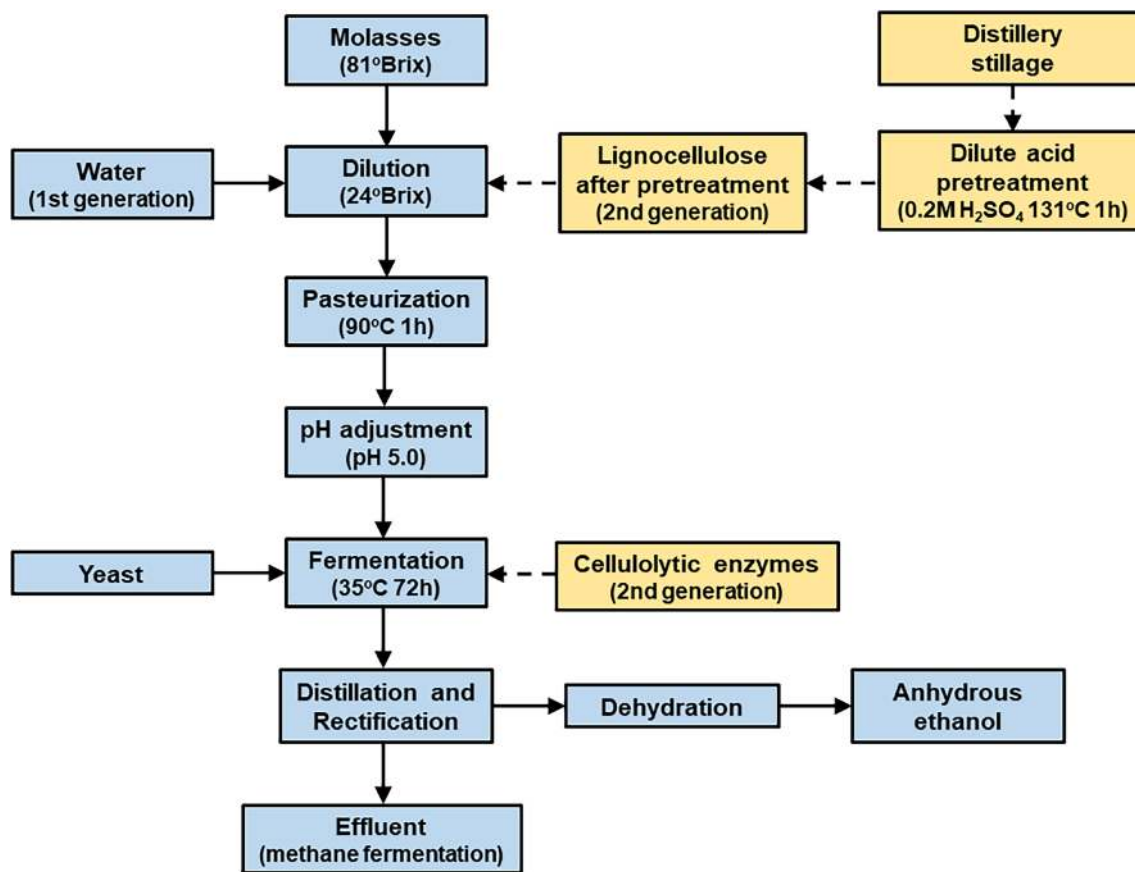 Molasses
(81°Brix)
Distillery
stillage
Water
(1st generation)
Dilution
(24°Brix)
Lignocellulose
after pretreatment
(2nd generation)
Dilute acid
pretreatment
(0.2M H₂SO₄ 131°C 1h)
Pasteurization
(90°C 1h)
pH adjustment
(pH 5.0)
Yeast
Fermentation
(35°C 72h)
Cellulolytic enzymes
(2nd generation)
Distillation and
Rectification
Dehydration
Anhydrous
ethanol
Effluent
(methane fermentation)